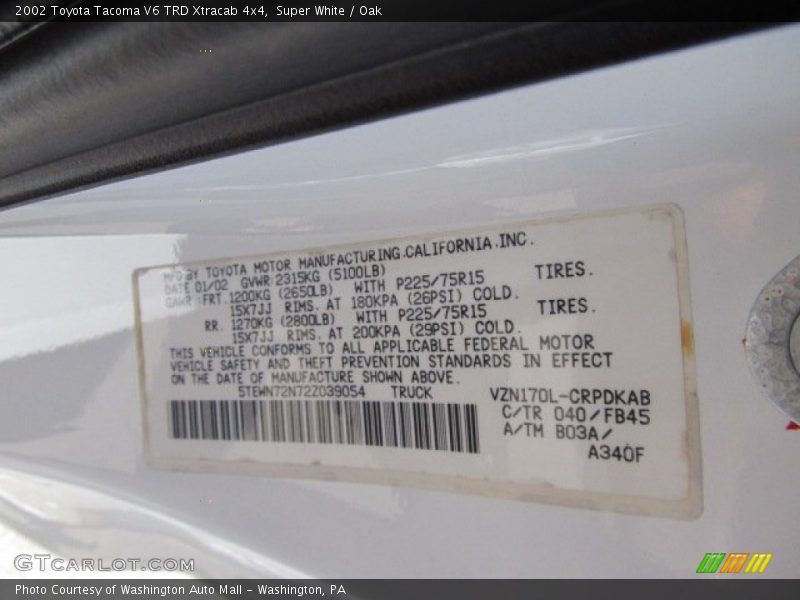 2002 Toyota Tacoma V6 TRD Xtracab 4x4, Super White / Oak
MFD BY TOYOTA MOTOR MANUFACTURING.CALIFORNIA.INC.
DATE 01/02 GVWR 2315KG (5100LB)
GAWR FRT. 1200KG (2650LB) WITH P225/75R15 TIRES.
15X7JJ RIMS. AT 180KPA (26PSI) COLD.
RR. 1270KG (2800LB) WITH P225/75R15 TIRES.
15X7JJ RIMS. AT 200KPA (29PSI) COLD.
THIS VEHICLE CONFORMS TO ALL APPLICABLE FEDERAL MOTOR
VEHICLE SAFETY AND THEFT PREVENTION STANDARDS IN EFFECT
ON THE DATE OF MANUFACTURE SHOWN ABOVE.
5TEWN72N72Z039054 TRUCK VZN170L-CRPDKAB
C/TR 040/FB45
A/TM B03A/
A340F
GTCARLOT.COM
Photo Courtesy of Washington Auto Mall - Washington, PA